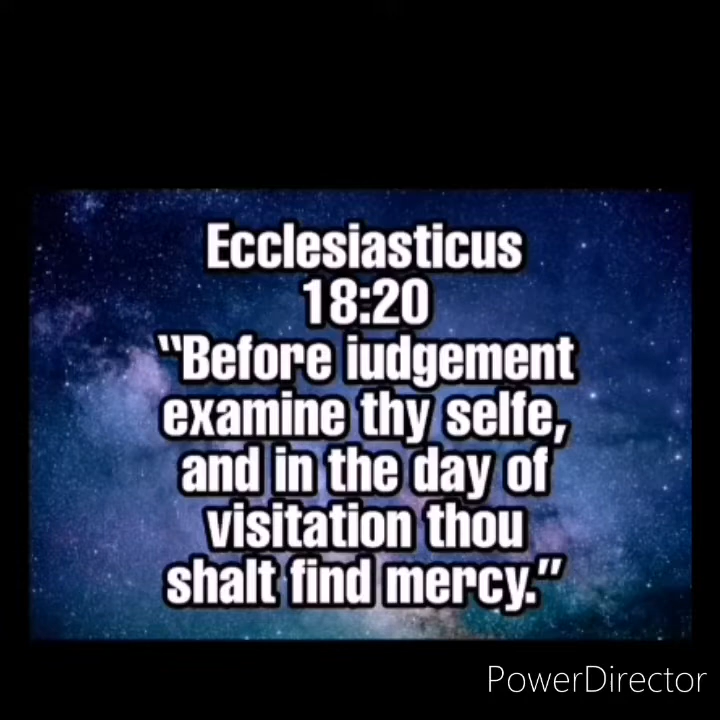 Ecclesiasticus
18:20
"Before iudgement
examine thy selfe,
and in the day of
visitation thou
shalt find mercy."
PowerDirector